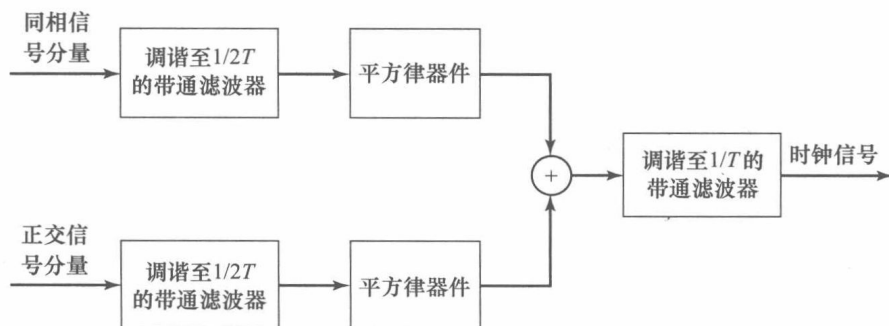 同相信
号分量
调谐至1/2T
的带通滤波器
平方律器件
+
调谐至1/T的
带通滤波器
时钟信号
正交信
号分量
调谐至1/2T
的带通滤波器
平方律器件